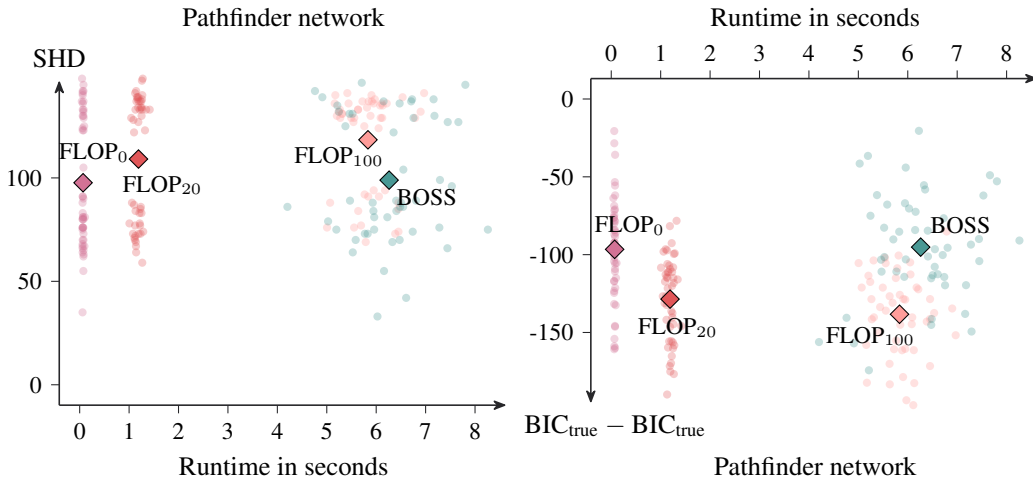 Pathfinder network
SHD
100
50
0
FLOP₀
FLOP₂₀
FLOP₁₀₀
BOSS
0 1 2 3 4 5 6 7 8
Runtime in seconds
Runtime in seconds
0 1 2 3 4 5 6 7 8
0
-50
-100
-150
FLOP₀
FLOP₂₀
FLOP₁₀₀
BOSS
BICtrue − BICtrue
Pathfinder network